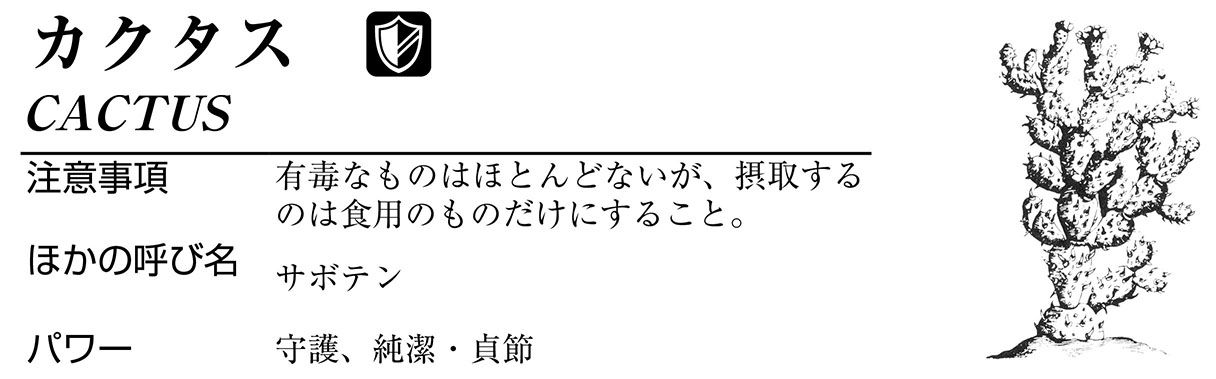 カクタス
CACTUS
注意事項
有毒なものはほとんどないが、摂取する
のは食用のものだけにすること。
ほかの呼び名
サボテン
パワー
守護、純潔・貞節